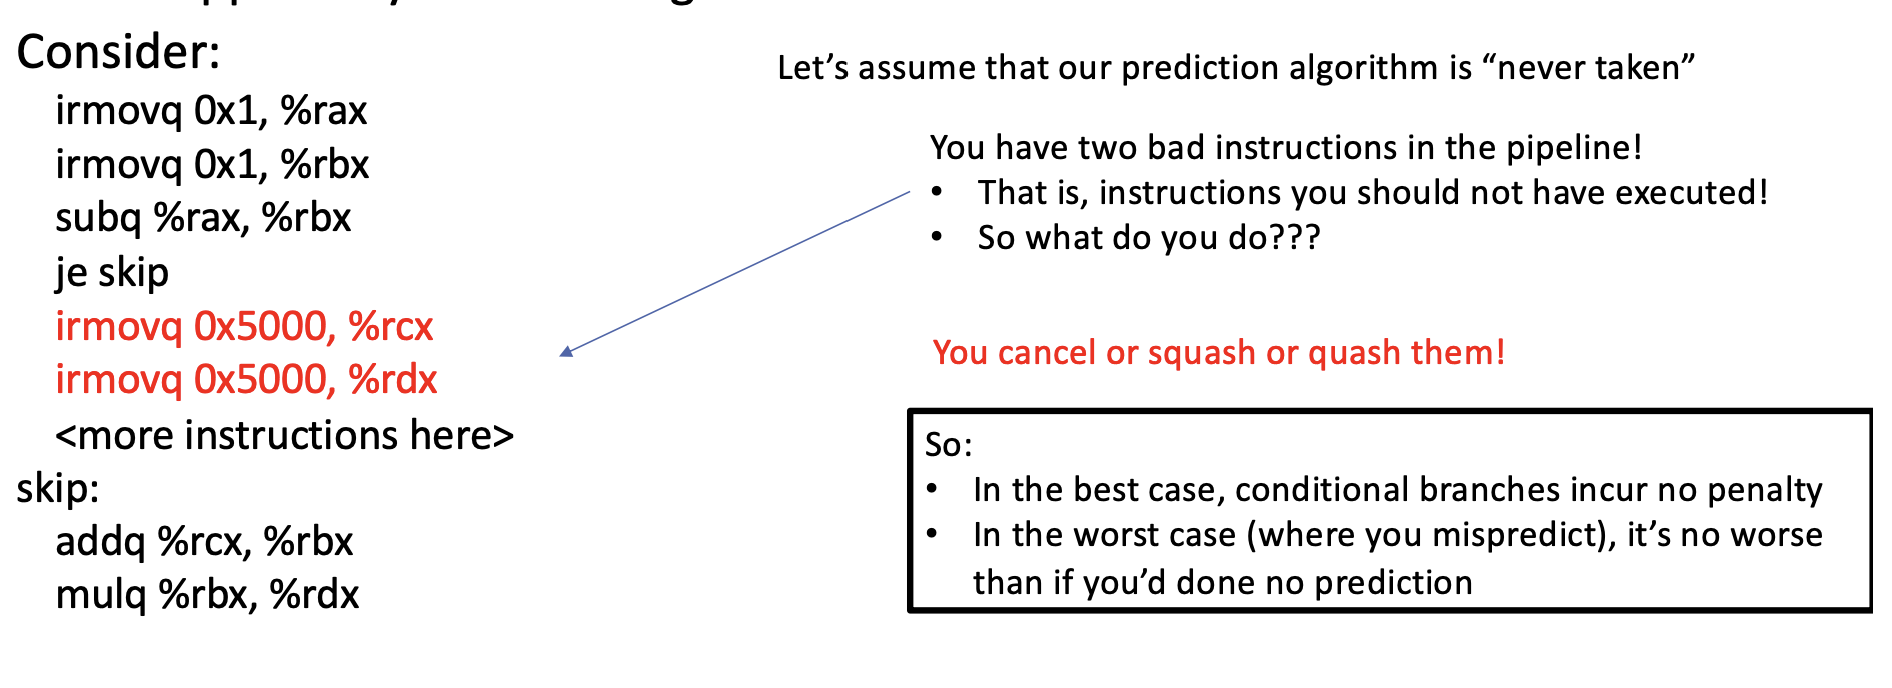 Consider:
irmovq 0x1, %rax
irmovq 0x1, %rbx
subq %rax, %rbx
je skip
irmovq 0x5000, %rcx
irmovq 0x5000, %rdx
<more instructions here>
skip:
addq %rcx, %rbx
mulq %rbx, %rdx
Let's assume that our prediction algorithm is “never taken”
You have two bad instructions in the pipeline!
• That is, instructions you should not have executed!
• So what do you do???
You cancel or squash or quash them!
So:
• In the best case, conditional branches incur no penalty
• In the worst case (where you mispredict), it's no worse
than if you'd done no prediction